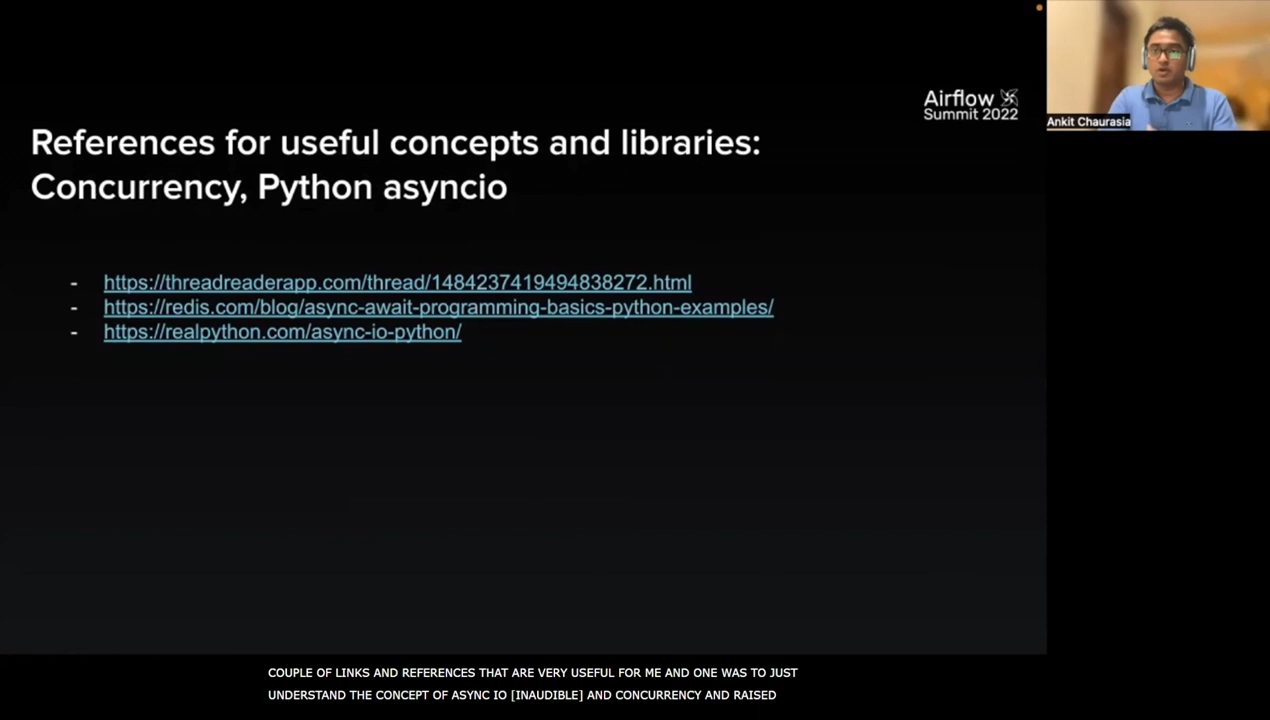 Airflow
Summit 2022
Ankit Chaurasia
References for useful concepts and libraries:
Concurrency, Python asyncio
- https://threadreaderapp.com/thread/1484237419494838272.html
- https://redis.com/blog/async-await-programming-basics-python-examples/
- https://realpython.com/async-io-python/
COUPLE OF LINKS AND REFERENCES THAT ARE VERY USEFUL FOR ME AND ONE WAS TO JUST
UNDERSTAND THE CONCEPT OF ASYNC IO [INAUDIBLE] AND CONCURRENCY AND RAISED